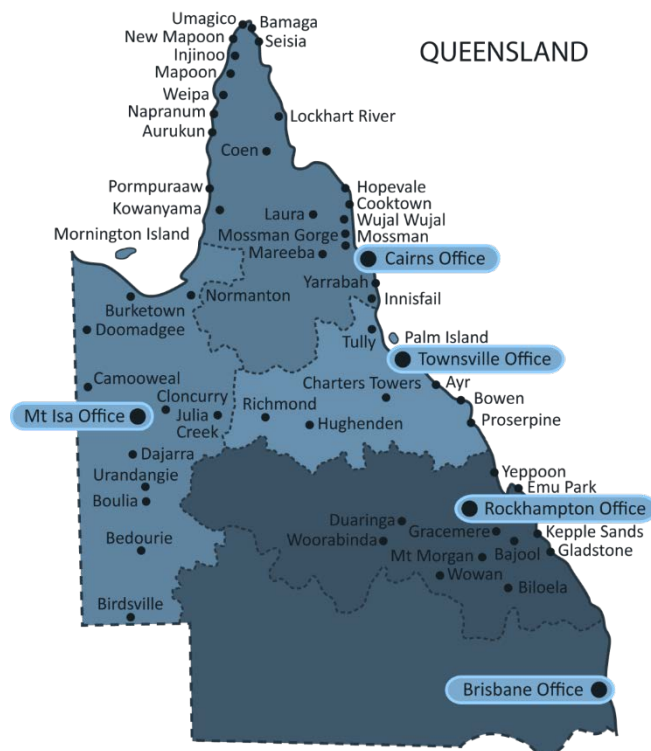 QUEENSLAND
Umagico
Bamaga
New Mapoon
Seisia
Injinoo
Mapoon
Weipa
Napranum
Lockhart River
Aurukun
Coen
Pormpuraaw
Hopevale
Kowanyama
Cooktown
Laura
Wujal Wujal
Mornington Island
Mossman Gorge
Mossman
Mareeba
Cairns Office
Yarrabah
Normanton
Innisfail
Burketown
Doomadgee
Tully
Palm Island
Townsville Office
Camooweal
Charters Towers
Ayr
Cloncurry
Bowen
Mt Isa Office
Julia
Creek
Richmond
Hughenden
Proserpine
Dajarra
Urandangie
Yeppoon
Emu Park
Boulia
Rockhampton Office
Duaringa
Gracemere
Kepple Sands
Bedourie
Woorabinda
Mt Morgan
Bajool
Gladstone
Wowan
Biloela
Birdsville
Brisbane Office